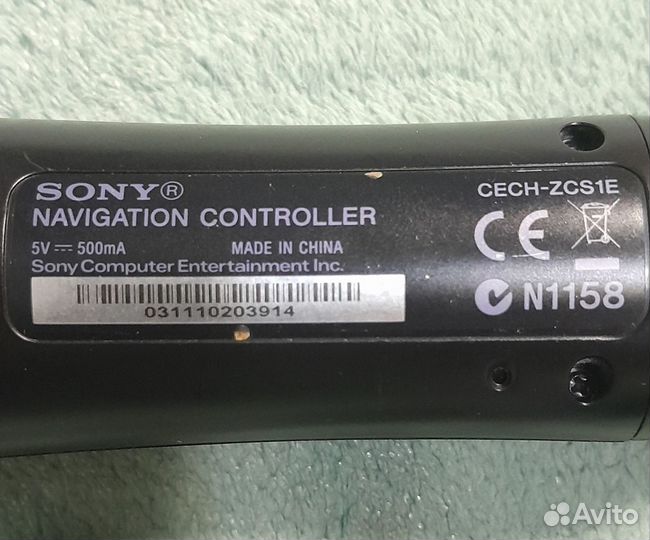 SONY®
CECH-ZCS1E
NAVIGATION CONTROLLER
5V 500mA MADE IN CHINA
Sony Computer Entertainment Inc.
CE
N1158
031110203914
Avito